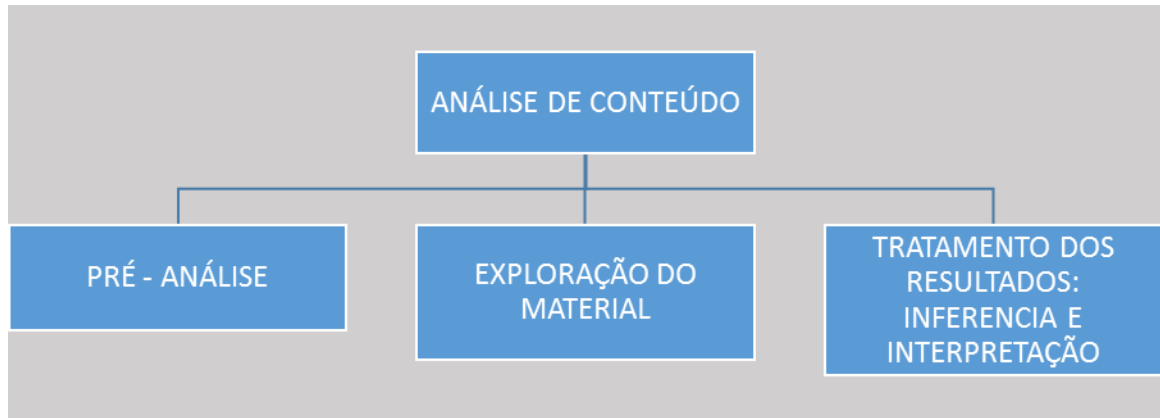 ANÁLISE DE CONTEÚDO
PRÉ - ANÁLISE
EXPLORAÇÃO DO
MATERIAL
TRATAMENTO DOS
RESULTADOS:
INFERENCIA E
INTERPRETAÇÃO